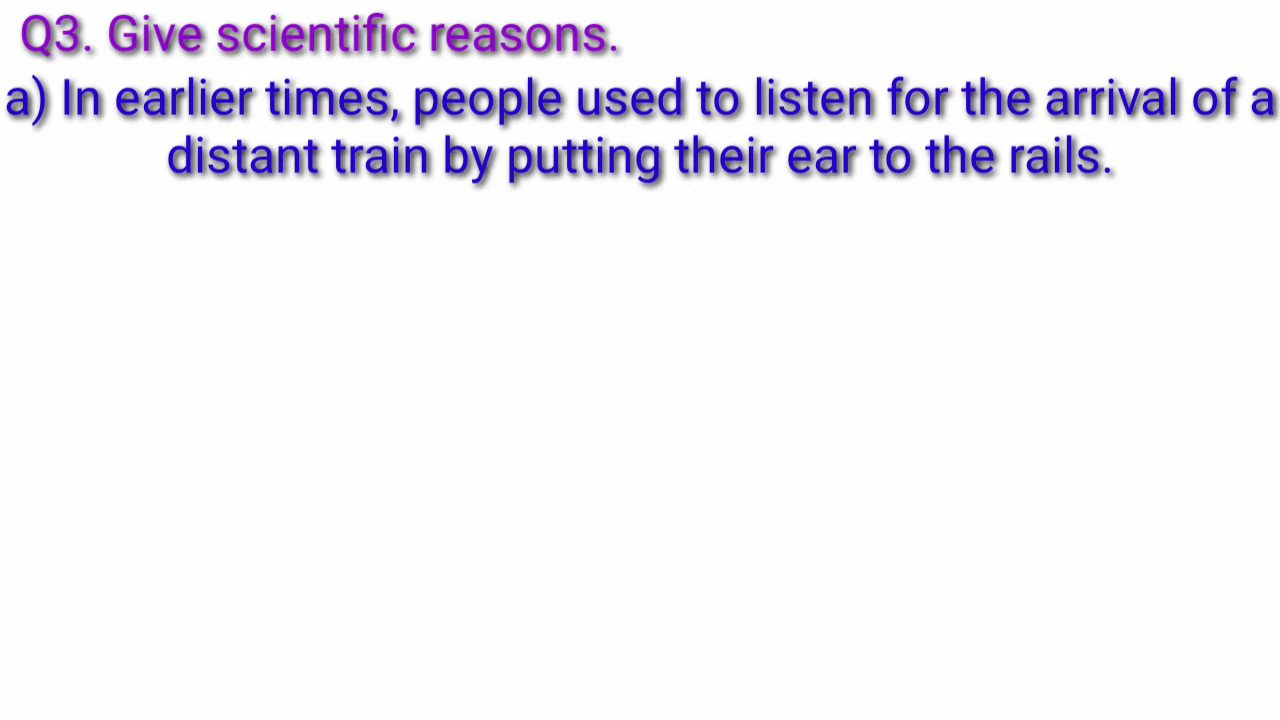 Q3. Give scientific reasons.
a) In earlier times, people used to listen for the arrival of a
distant train by putting their ear to the rails.